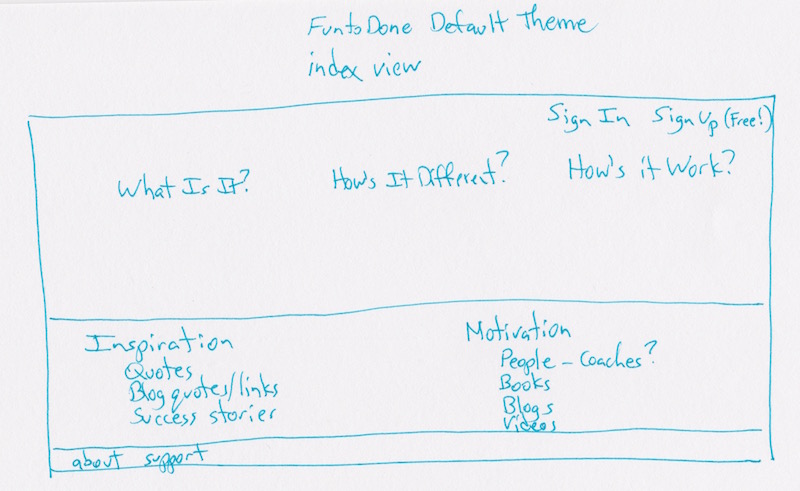 FuntoDone Default Theme
index view
Sign In Sign Up (Free!)
What Is It? How's It Different? How's it Work?
Inspiration
Quotes
Blog quotes/links
Success stories
Motivation
People - Coaches?
Books
Blogs
Videos
about support